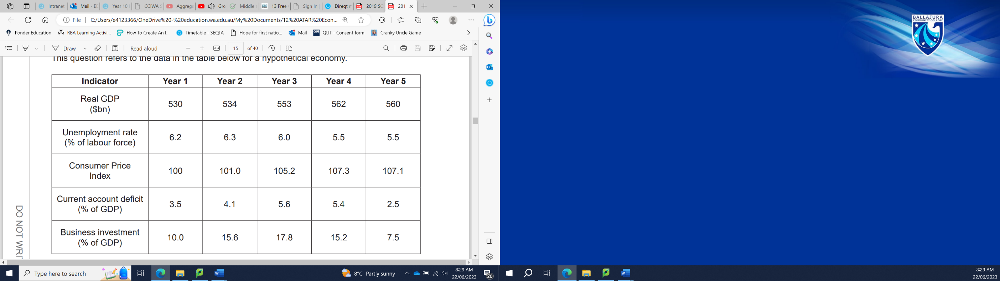 Intranet
Mail - El
Year 10
CCIWA S
Aggrega
Gro
Middle
GIS
13 Free
Sign In
Direqt m
PDF
2019 SC
PDF
201
File
C:/Users/e4123366/OneDrive%20-%20education.wa.edu.au/My%20Documents/12%20ATAR%20Econ...
Ponder Education
RBA Learning Activi...
How To Create An I...
Timetable - SEQTA
Hope for first natio...
Mail
QUT
QUT - Consent form
Cranky Uncle Game
Draw
Read aloud
15
of 40
This question refers to the data in the table below for a hypothetical economy.
Indicator Year 1 Year 2 Year 3 Year 4 Year 5
Real GDP
($bn)
530 534 553 562 560
Unemployment rate
(% of labour force)
6.2 6.3 6.0 5.5 5.5
Consumer Price
Index
100 101.0 105.2 107.3 107.1
Current account deficit
(% of GDP)
3.5 4.1 5.6 5.4 2.5
Business investment
(% of GDP)
10.0 15.6 17.8 15.2 7.5
DO NOT WRIT
Type here to search
8°C Partly sunny
8:29 AM
22/06/2023
20
BALLAJURA
COMMUNITY COLLEGE
8:29 AM
22/06/2023